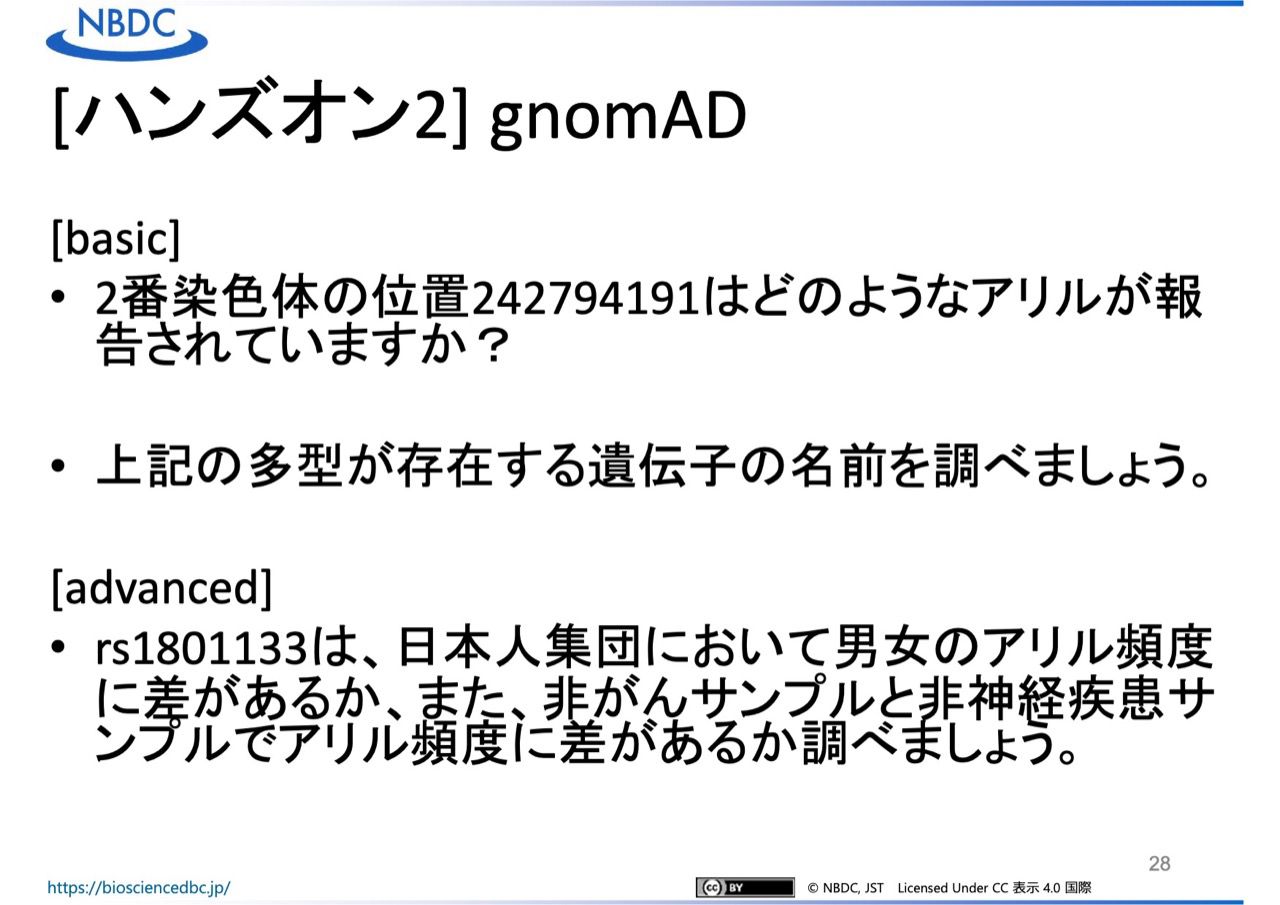 NBDC
[ハンズオン2] gnomAD
[basic]
• 2番染色体の位置242794191はどのようなアリルが報
告されていますか？
• 上記の多型が存在する遺伝子の名前を調べましょう。
[advanced]
• rs1801133は、日本人集団において男女のアリル頻度
に差があるか、また、非がんサンプルと非神経疾患サ
ンプルでアリル頻度に差があるか調べましょう。
28
https://biosciencedbc.jp/
cc BY © NBDC, JST Licensed Under CC 表示 4.0 国際